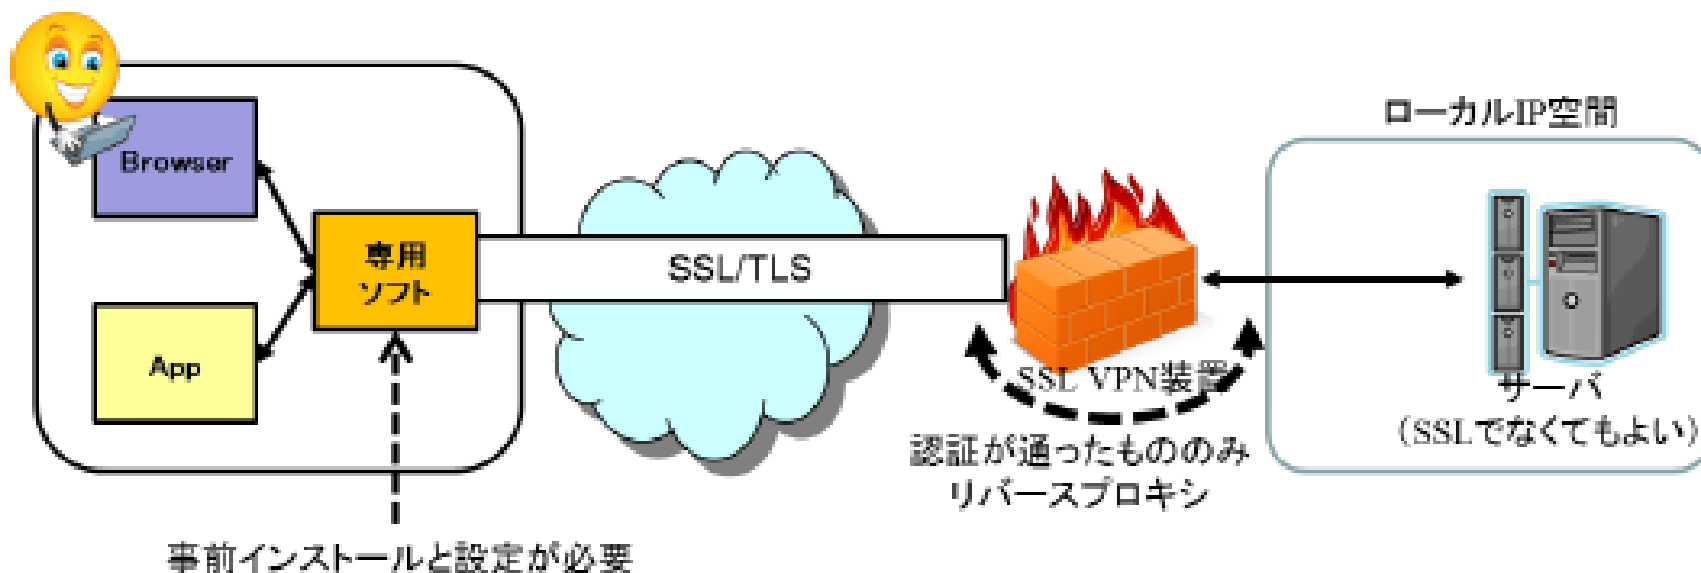 Browser
App
専用
ソフト
事前インストールと設定が必要
SSL/TLS
SSL VPN装置
認証が通ったもののみ
リバースプロキシ
ローカルIP空間
サーバ
(SSLでなくてもよい)